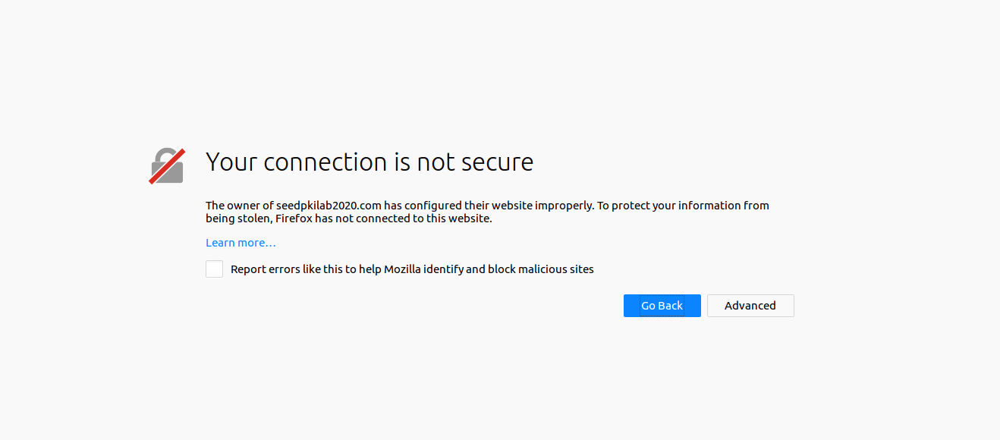 Your connection is not secure
The owner of seedpkilab2020.com has configured their website improperly. To protect your information from
being stolen, Firefox has not connected to this website.
Learn more…
Report errors like this to help Mozilla identify and block malicious sites
Go Back Advanced